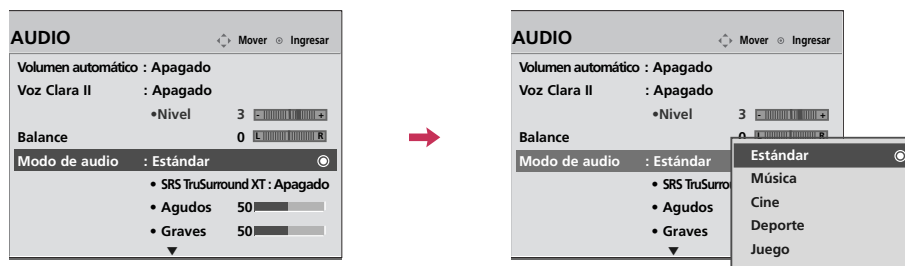 AUDIO Mover Ingresar
Volumen automático : Apagado
Voz Clara II : Apagado
•Nivel 3 - +
Balance 0 L R
Modo de audio : Estándar
• SRS TruSurround XT : Apagado
• Agudos 50
• Graves 50
AUDIO Mover Ingresar
Volumen automático : Apagado
Voz Clara II : Apagado
•Nivel 3 - +
Balance 0 L R
Modo de audio : Estándar
• SRS TruSurro
• Agudos
• Graves
Estándar
Música
Cine
Deporte
Juego